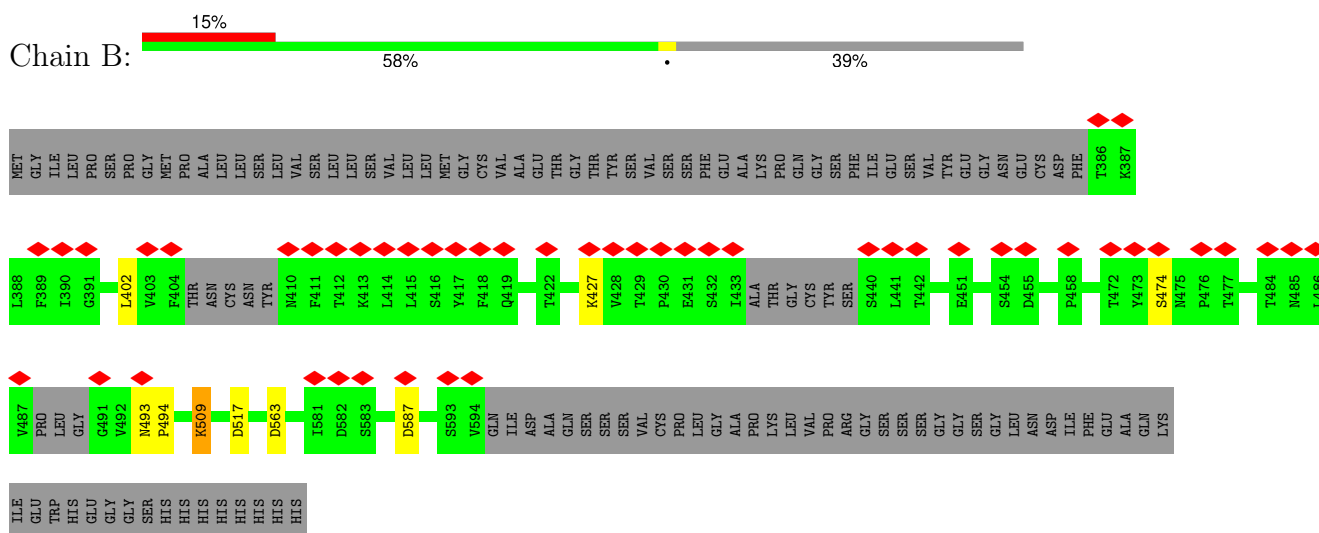 15%
Chain B:
58% • 39%
MET GLY ILE LEU PRO SER PRO GLY MET PRO ALA LEU LEU SER LEU VAL SER LEU LEU SER VAL LEU LEU MET GLY CYS VAL ALA GLU THR GLY THR TYR SER VAL SER SER PHE GLU ALA LYS PRO GLN GLY SER PHE ILE GLU SER VAL TYR GLU GLY ASN GLU CYS ASP PHE T386 K387
L388 F389 I390 G391 L402 V403 F404 THR ASN CYS ASN TYR N410 F411 T412 K413 L414 L415 S416 Y417 F418 Q419 T422 K427 V428 T429 P430 E431 S432 I433 ALA THR GLY CYS TYR SER S440 L441 T442 E451 S454 D455 P458 T472 Y473 S474 N475 P476 T477 T484 N485 L486
V487 PRO LEU GLY G491 V492 N493 P494 K509 D517 D563 I581 D582 S583 D587 S593 V594 GLN ILE ASP ALA GLN SER SER SER VAL CYS PRO LEU GLY ALA PRO LYS LEU VAL PRO ARG GLY SER SER SER GLY GLY SER GLY LEU ASN ASP ILE PHE GLU ALA GLN LYS
ILE GLU TRP HIS GLU GLY GLY SER HIS HIS HIS HIS HIS HIS HIS HIS